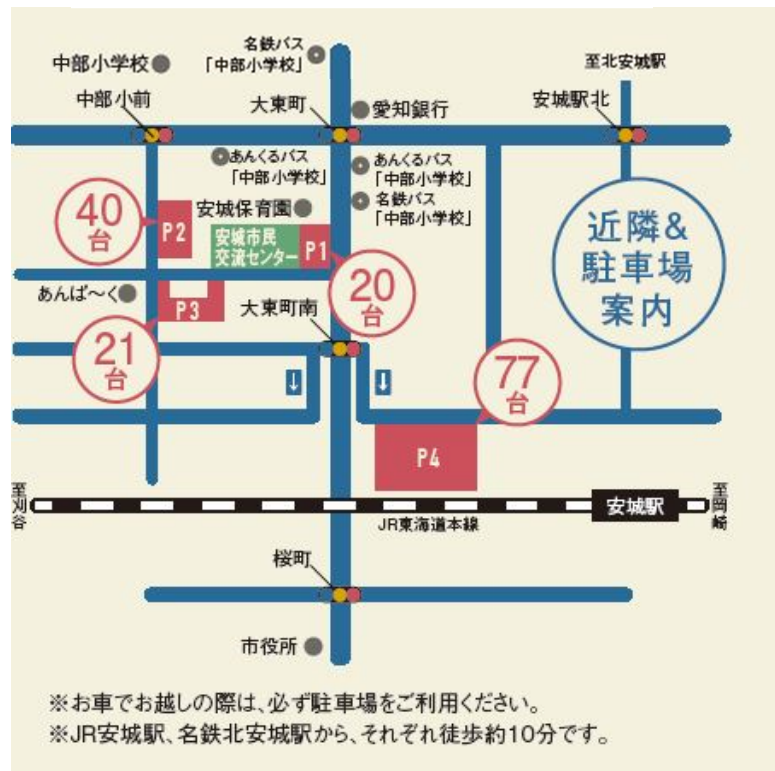 名鉄バス
「中部小学校」
中部小学校
至北安城駅
中部小前
大東町
愛知銀行
安城駅北
あんくるバス
「中部小学校」
あんくるバス
「中部小学校」
名鉄バス
「中部小学校」
40
台
P2
安城保育園
安城市民
交流センター
P1
近隣&
駐車場
案内
20
台
あんぱ～く
P3
大東町南
21
台
↓
↓
77
台
P4
至刈谷
安城駅
至岡崎
JR東海道本線
桜町
市役所
※お車でお越しの際は、必ず駐車場をご利用ください。
※JR安城駅、名鉄北安城駅から、それぞれ徒歩約10分です。